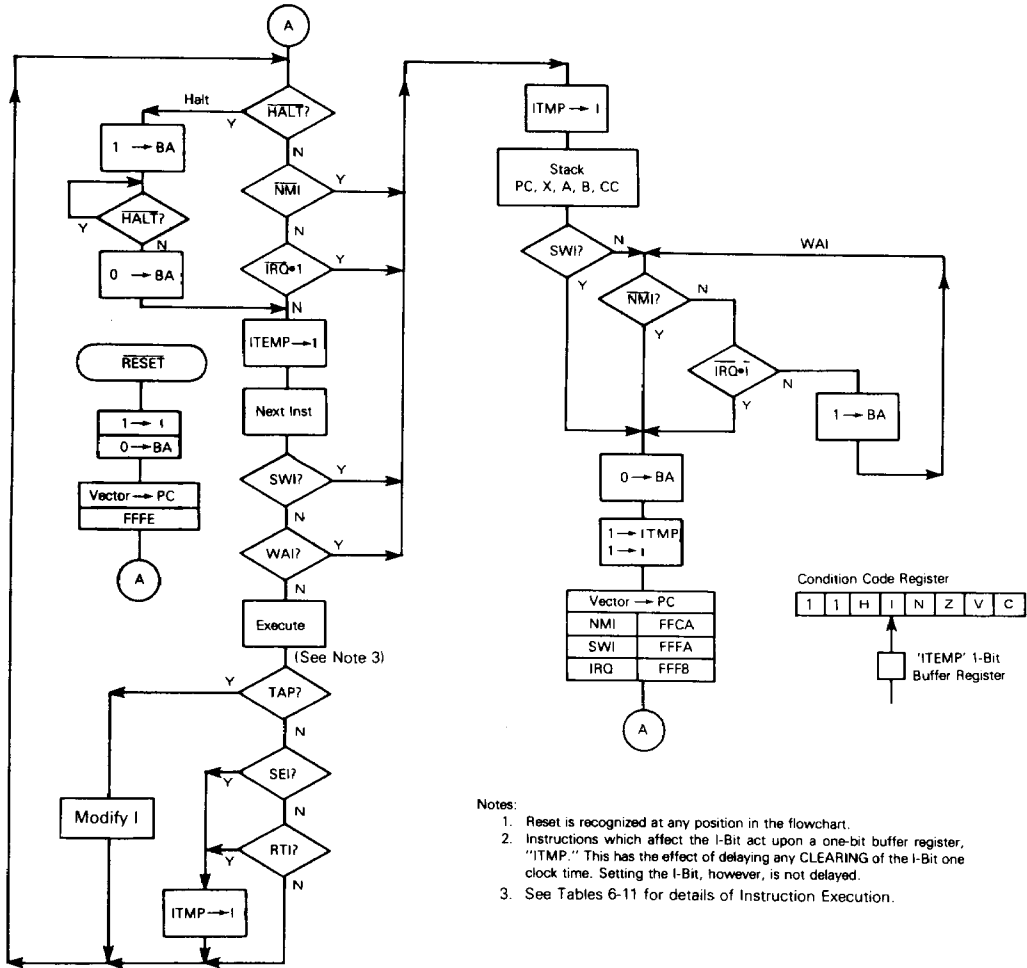 A
Halt
HALT?
Y
N
1 → BA
NMI
Y
N
HALT?
Y
N
IRQ•1
Y
N
0 → BA
ITEMP→1
RESET
1 → I
0→BA
Vector → PC
FFFE
A
Next Inst
SWI?
Y
N
WAI?
Y
N
Execute
(See Note 3)
TAP?
Y
N
SEI?
Y
N
Modify I
RTI?
Y
N
ITMP→I
ITMP → I
Stack
PC, X, A, B, CC
SWI?
N
Y
WAI
NMI?
N
Y
IRQ•I
N
Y
1 → BA
0→BA
1→ITMP
1→I
Vector → PC
NMI FFCA
SWI FFFA
IRQ FFF8
A
Condition Code Register
1 1 H I N Z V C
'ITEMP' 1-Bit
Buffer Register
Notes:
1. Reset is recognized at any position in the flowchart.
2. Instructions which affect the I-Bit act upon a one-bit buffer register,
"ITMP." This has the effect of delaying any CLEARING of the I-Bit one
clock time. Setting the I-Bit, however, is not delayed.
3. See Tables 6-11 for details of Instruction Execution.